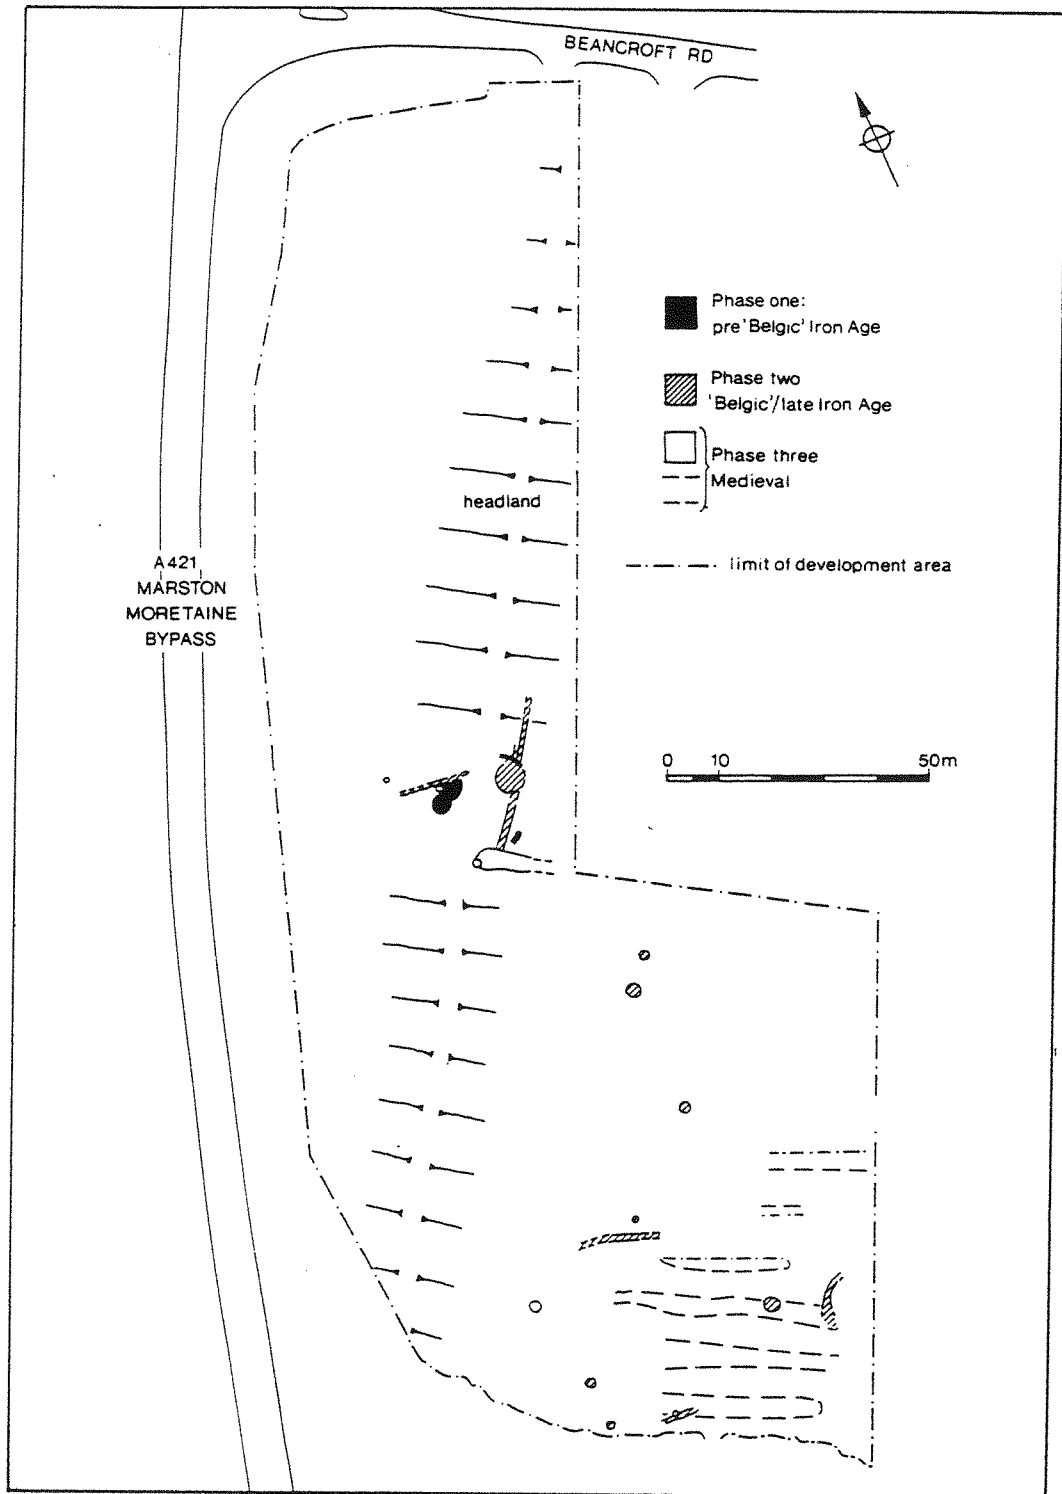 BEANCROFT RD
Phase one:
pre 'Belgic' Iron Age
Phase two
'Belgic'/late Iron Age
Phase three
Medieval
headland
limit of development area
A421
MARSTON
MORETAINE
BYPASS
0 10 50m